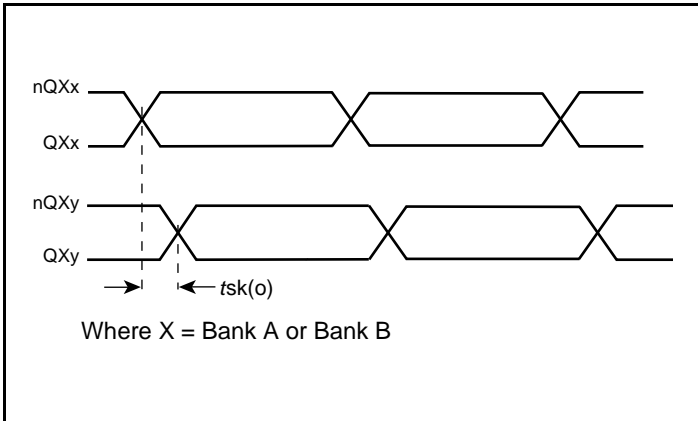 nQXx
QXx
nQXy
QXy
tsk(o)
Where X = Bank A or Bank B